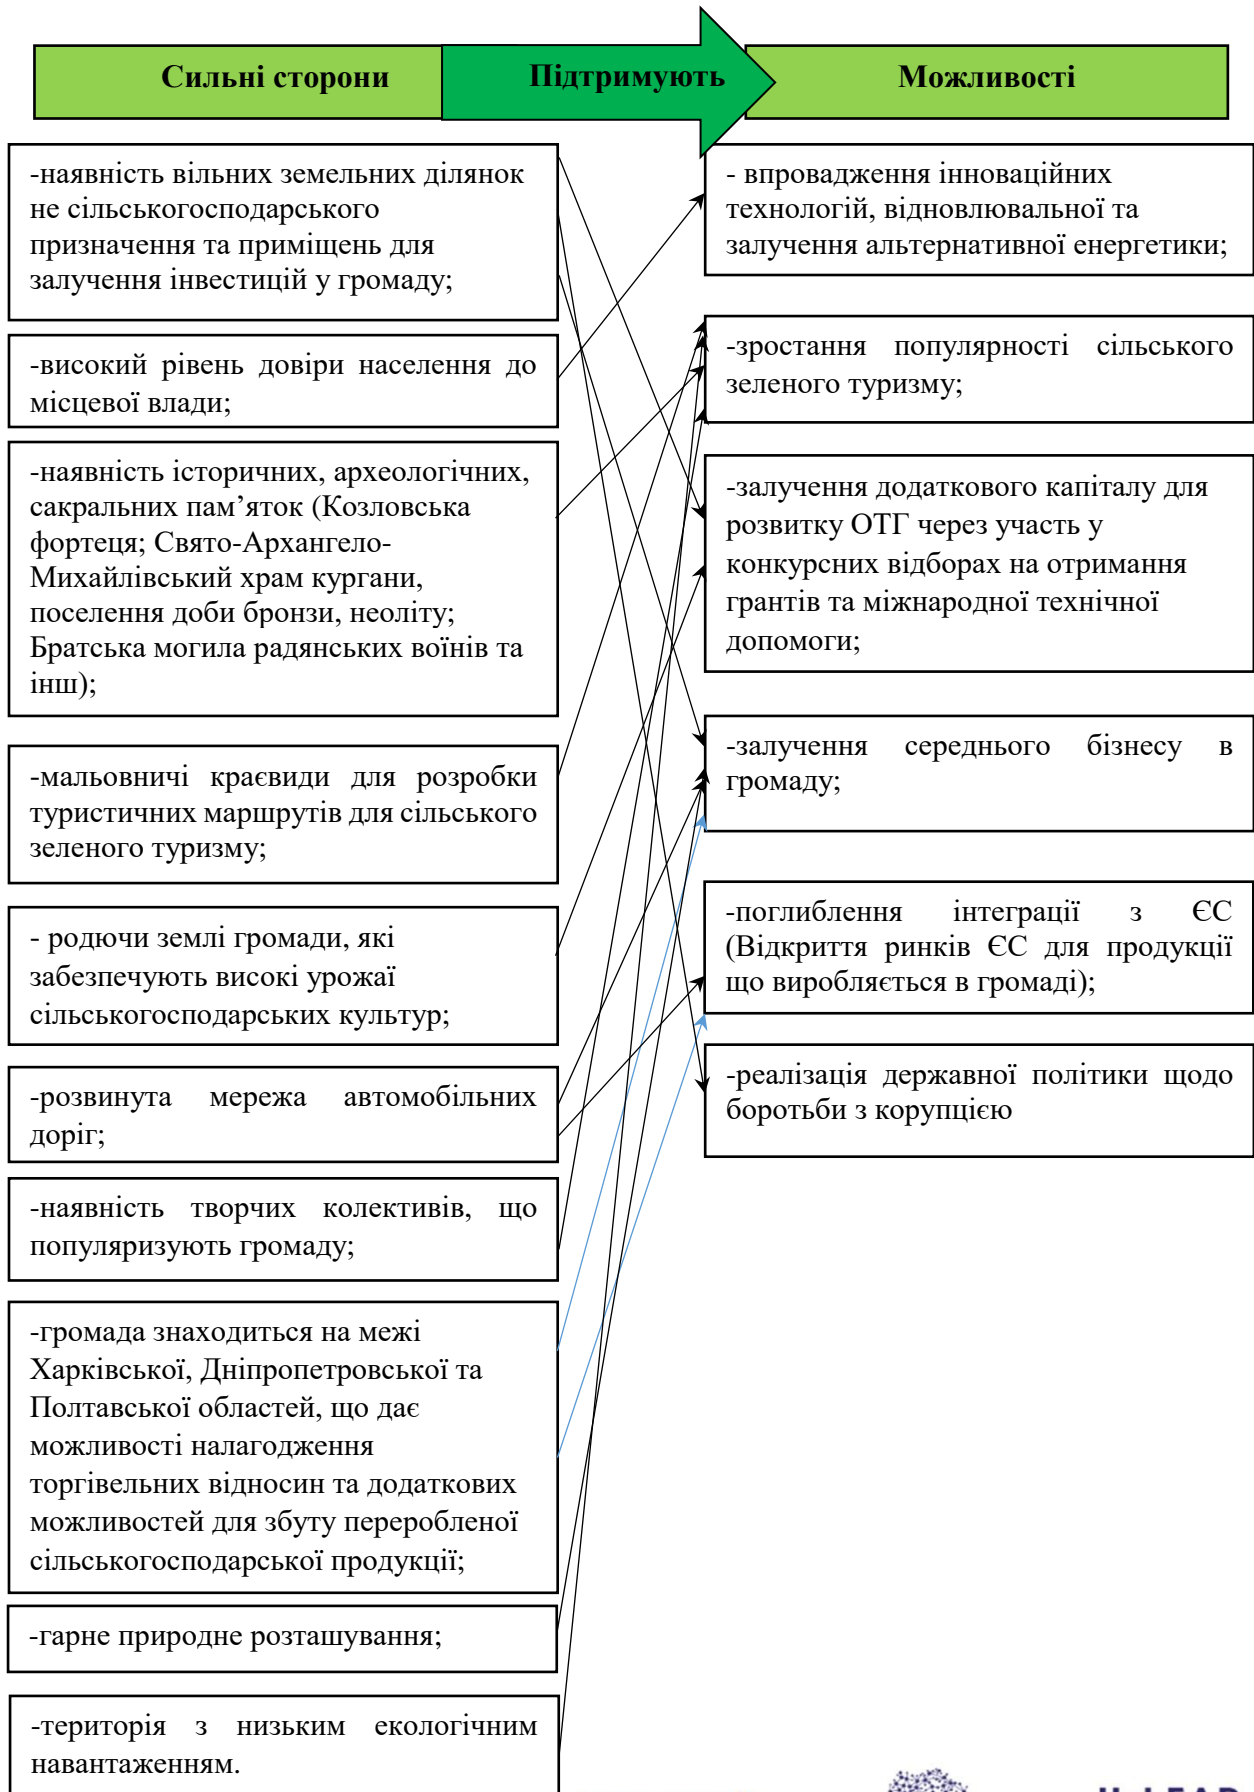 Сильні сторони
Підтримують
Можливості
-наявність вільних земельних ділянок
не сільськогосподарського
призначення та приміщень для
залучення інвестицій у громаду;
-високий рівень довіри населення до
місцевої влади;
-наявність історичних, археологічних,
сакральних пам’яток (Козловська
фортеця; Свято-Архангело-
Михайлівський храм кургани,
поселення доби бронзи, неоліту;
Братська могила радянських воїнів та
інш);
-мальовничі краєвиди для розробки
туристичних маршрутів для сільського
зеленого туризму;
- родючи землі громади, які
забезпечують високі урожаї
сільськогосподарських культур;
-розвинута мережа автомобільних
доріг;
-наявність творчих колективів, що
популяризують громаду;
-громада знаходиться на межі
Харківської, Дніпропетровської та
Полтавської областей, що дає
можливості налагодження
торгівельних відносин та додаткових
можливостей для збуту переробленої
сільськогосподарської продукції;
-гарне природне розташування;
-територія з низьким екологічним
навантаженням.
- впровадження інноваційних
технологій, відновлювальної та
залучення альтернативної енергетики;
-зростання популярності сільського
зеленого туризму;
-залучення додаткового капіталу для
розвитку ОТГ через участь у
конкурсних відборах на отримання
грантів та міжнародної технічної
допомоги;
-залучення середнього бізнесу в
громаду;
-поглиблення інтеграції з ЄС
(Відкриття ринків ЄС для продукції
що виробляється в громаді);
-реалізація державної політики щодо
боротьби з корупцією